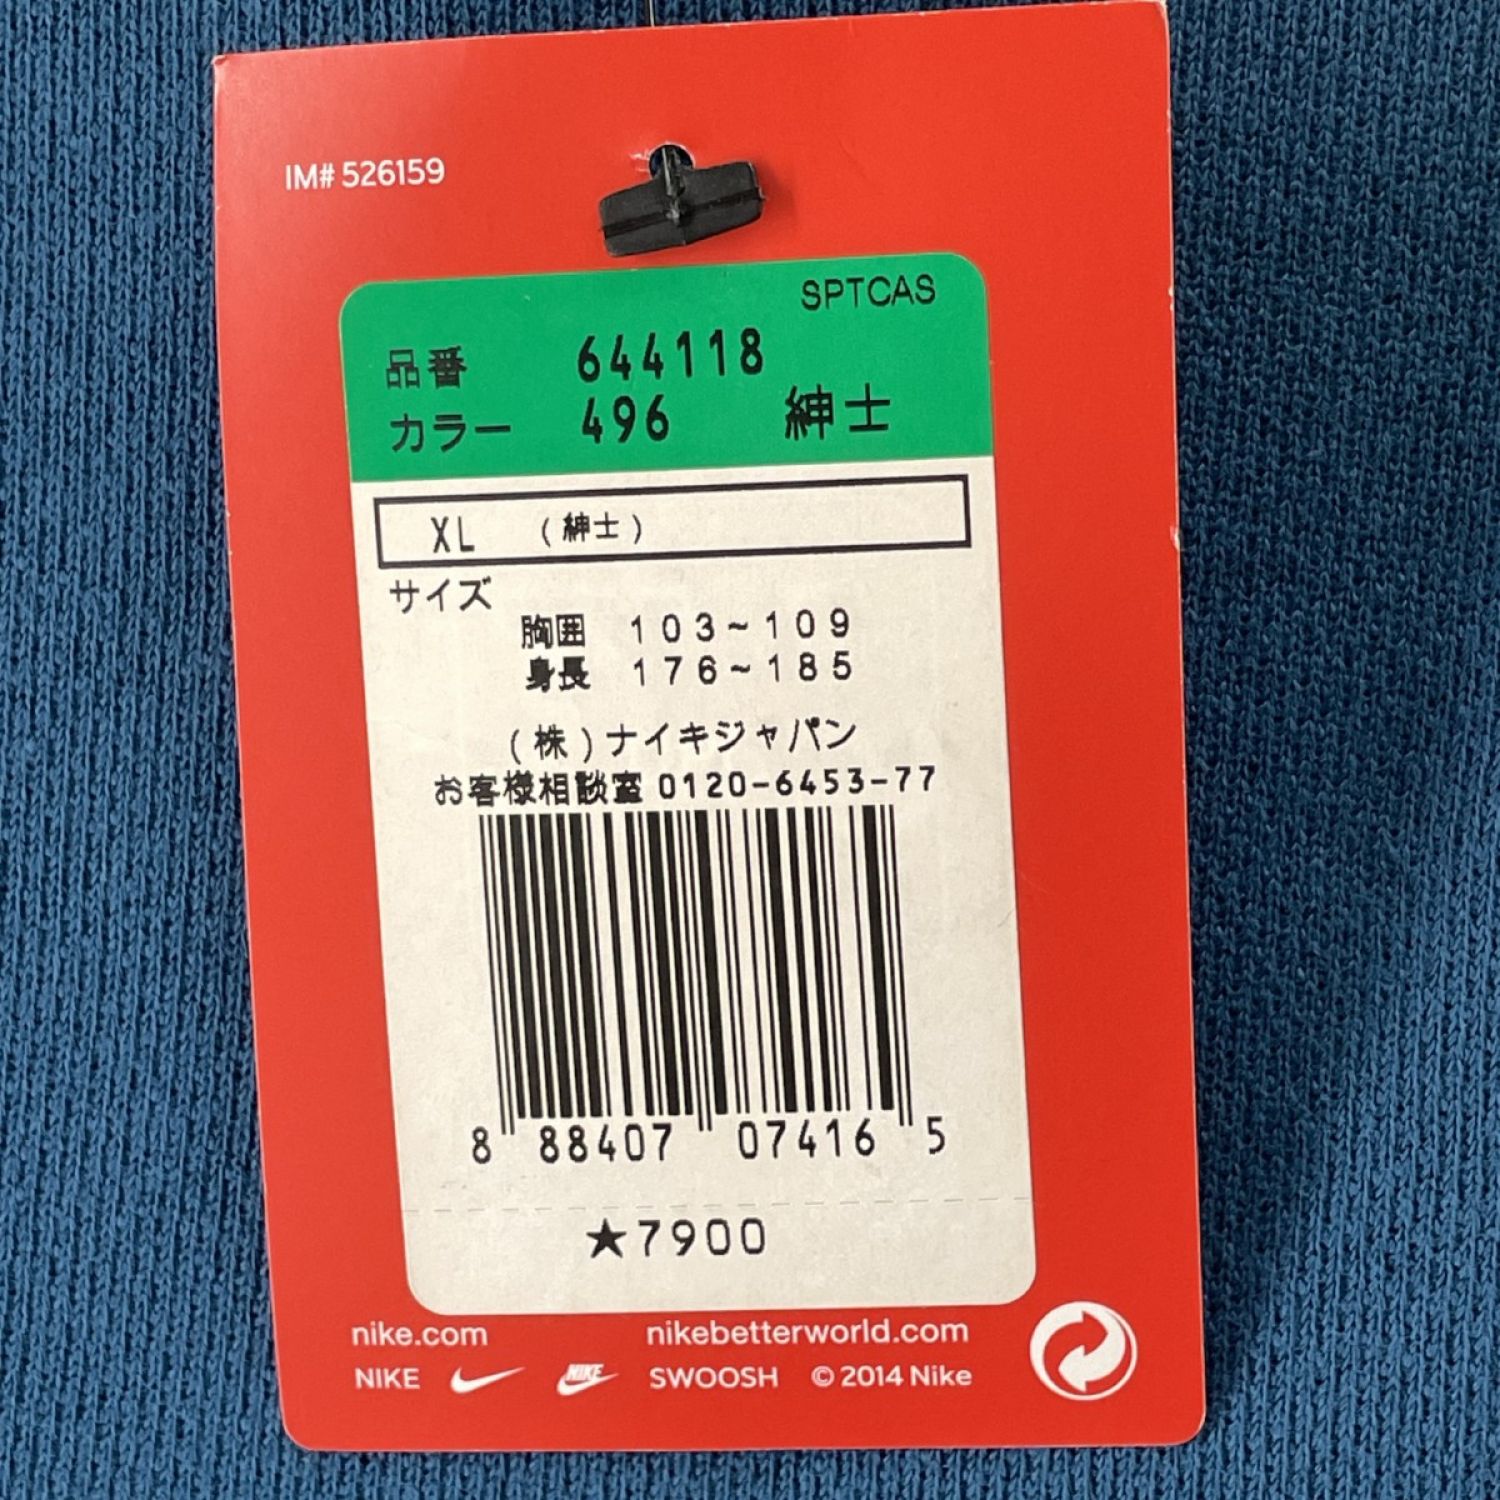 IM# 526159
SPTCAS
品番 644118
カラー 496 紳士
XL (紳士)
サイズ
胸囲 103~109
身長 176~185
(株)ナイキジャパン
お客様相談室 0120-6453-77
8 88407 07416 5
★7900
nike.com nikebetterworld.com
NIKE NIKE SWOOSH © 2014 Nike